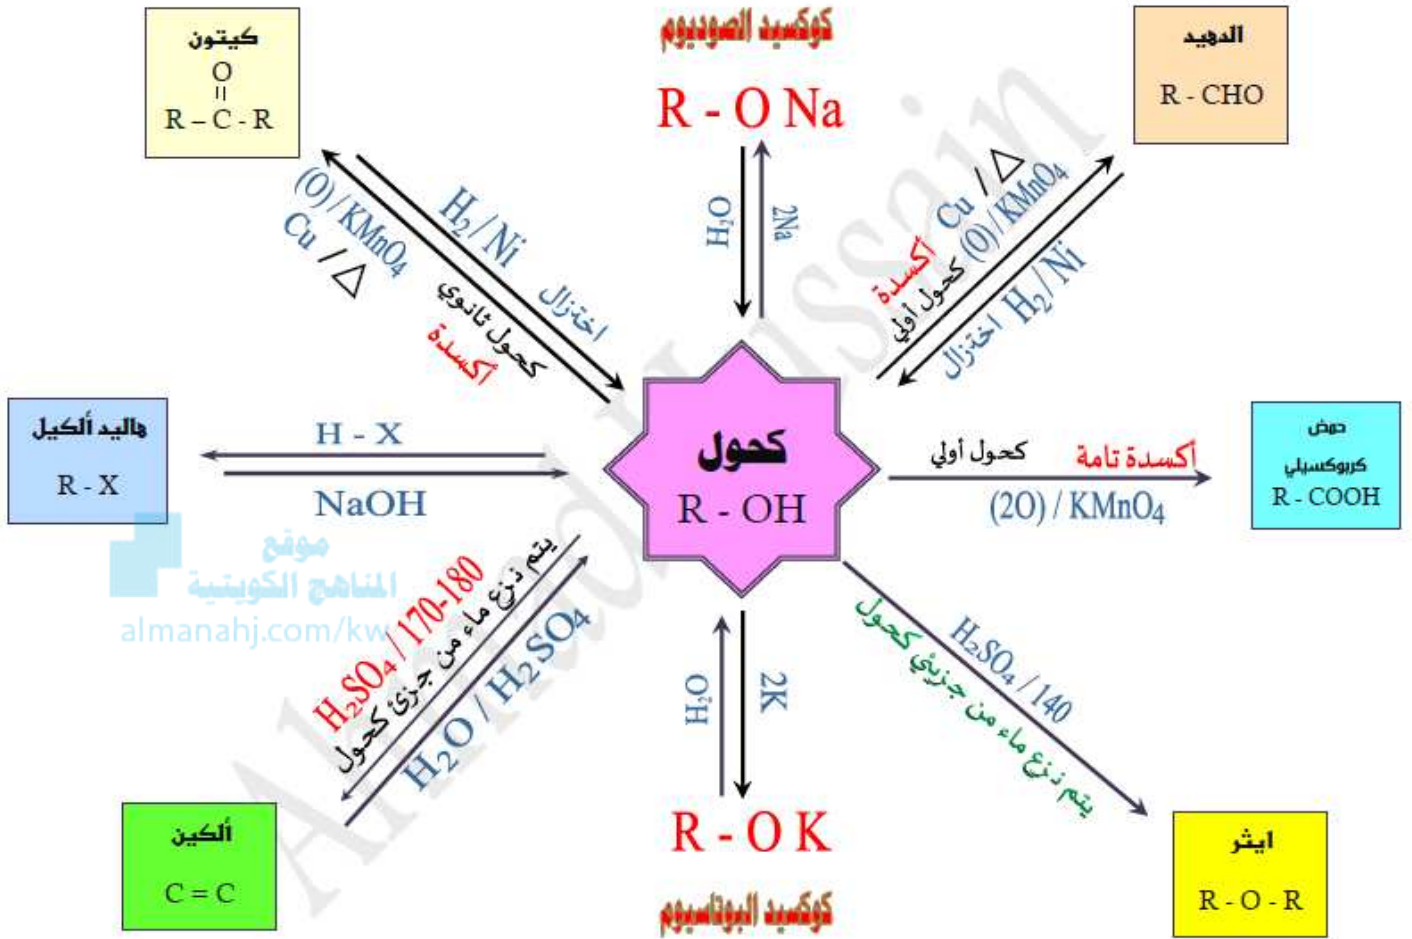 كيتون
O
=
R – C - R
كوكسيد الصوديوم
R - O Na
الدهيد
R - CHO
(O) / KMnO₄
Cu / △
H₂ / Ni
اختزال
كحول ثانوي
أكسدة
H₂O
2Na
Cu / △
(O) / KMnO₄
أكسدة
كحول أولي
H₂ / Ni
اختزال
هاليد ألكيل
R - X
H - X
NaOH
كحول
R - OH
كحول أولي أكسدة تامة
(2O) / KMnO₄
حمض
كربوكسيلي
R - COOH
موقع
المناهج الكويتية
almanahj.com/kw
H₂SO₄ / 170-180
يتم نزع ماء من جزئ كحول
H₂O / H₂SO₄
H₂O
2K
H₂SO₄ / 140
يتم نزع ماء من جزيئي كحول
ألكين
C = C
R - O K
كوكسيد البوتاسيوم
ايثر
R - O - R
Ahmad Hussain